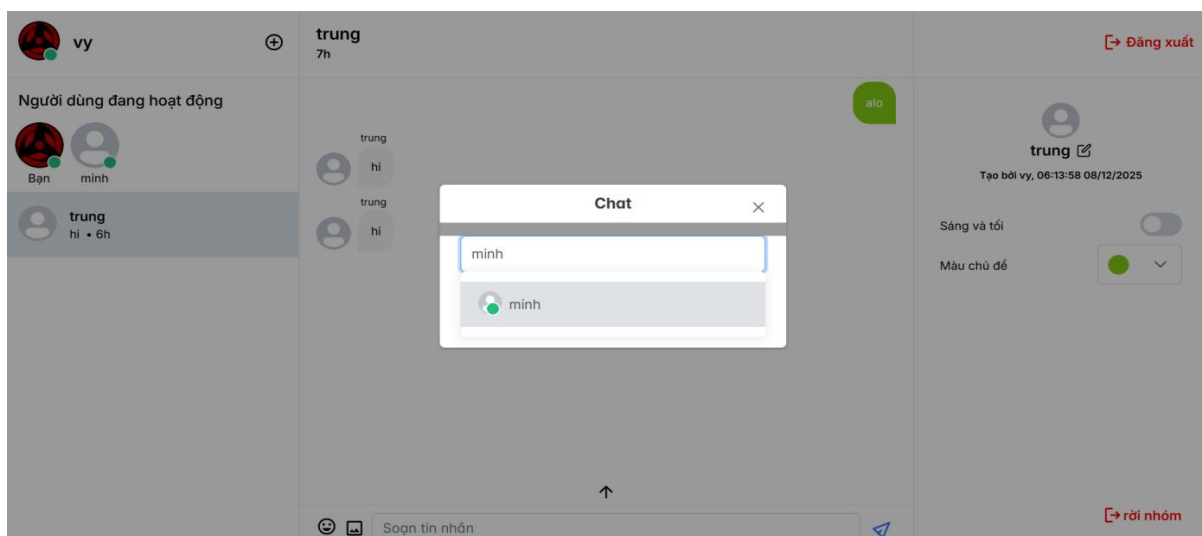 vy
Người dùng đang hoạt động
Bạn
minh
trung
hi • 6h
trung
7h
alo
trung
hi
trung
hi
Chat
minh
minh
Soạn tin nhắn
Đăng xuất
trung
Tạo bởi vy, 06:13:58 08/12/2025
Sáng và tối
Màu chủ đề
rời nhóm